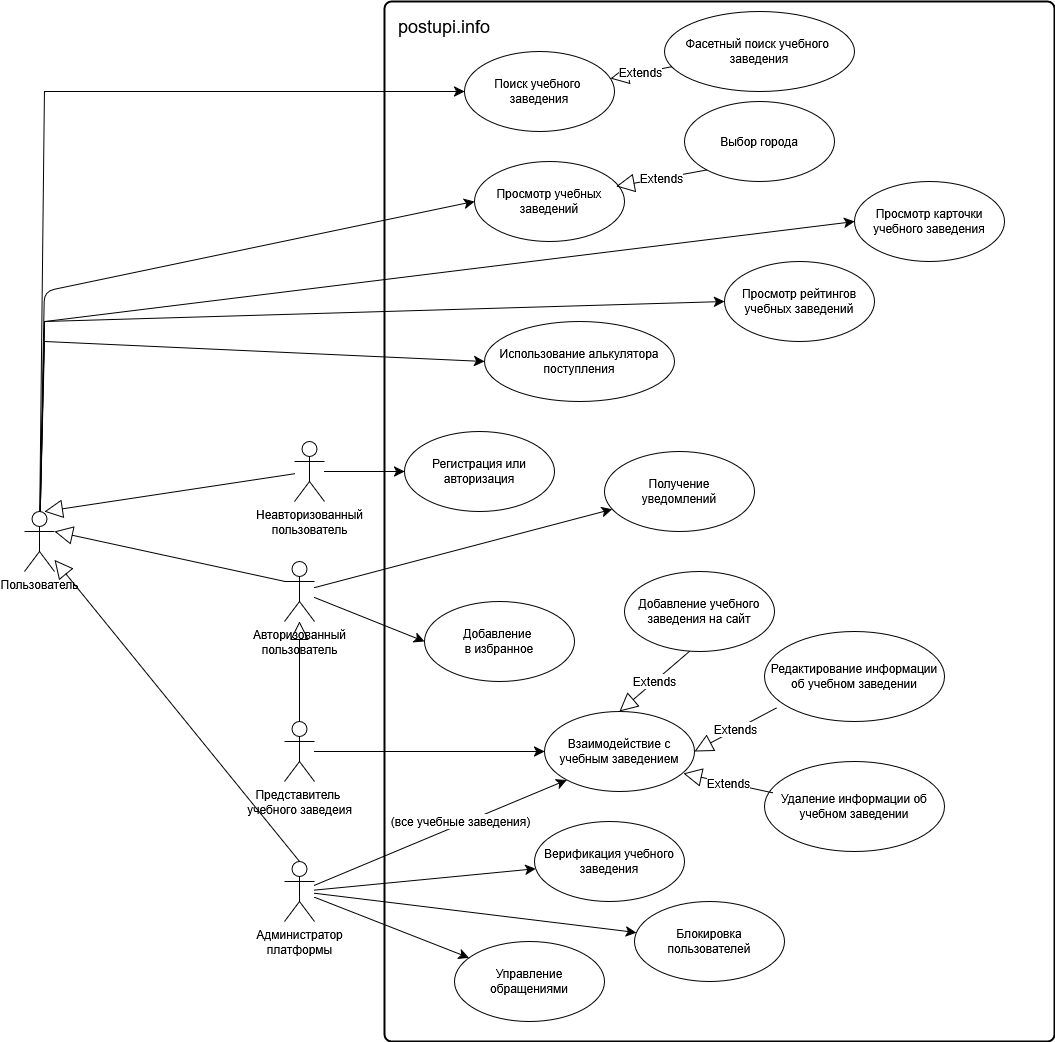 postupi.info
Фасетный поиск учебного
заведения
Extends
Поиск учебного
заведения
Выбор города
Extends
Просмотр учебных
заведений
Просмотр карточки
учебного заведения
Просмотр рейтингов
учебных заведений
Использование алькулятора
поступления
Регистрация или
авторизация
Получение
уведомлений
Неавторизованный
пользователь
Пользователь
Добавление учебного
заведения на сайт
Авторизованный
пользователь
Добавление
в избранное
Редактирование информации
об учебном заведении
Extends
Extends
Взаимодействие с
учебным заведением
Extends
Представитель
учебного заведеия
Удаление информации об
учебном заведении
(все учебные заведения)
Верификация учебного
заведения
Администратор
платформы
Блокировка
пользователей
Управление
обращениями